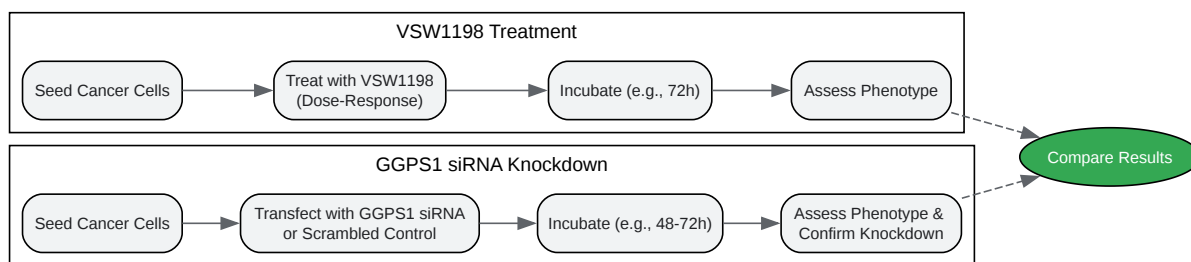 VSW1198 Treatment
Seed Cancer Cells
Treat with VSW1198
(Dose-Response)
Incubate (e.g., 72h)
Assess Phenotype
GGPS1 siRNA Knockdown
Seed Cancer Cells
Transfect with GGPS1 siRNA
or Scrambled Control
Incubate (e.g., 48-72h)
Assess Phenotype &
Confirm Knockdown
Compare Results